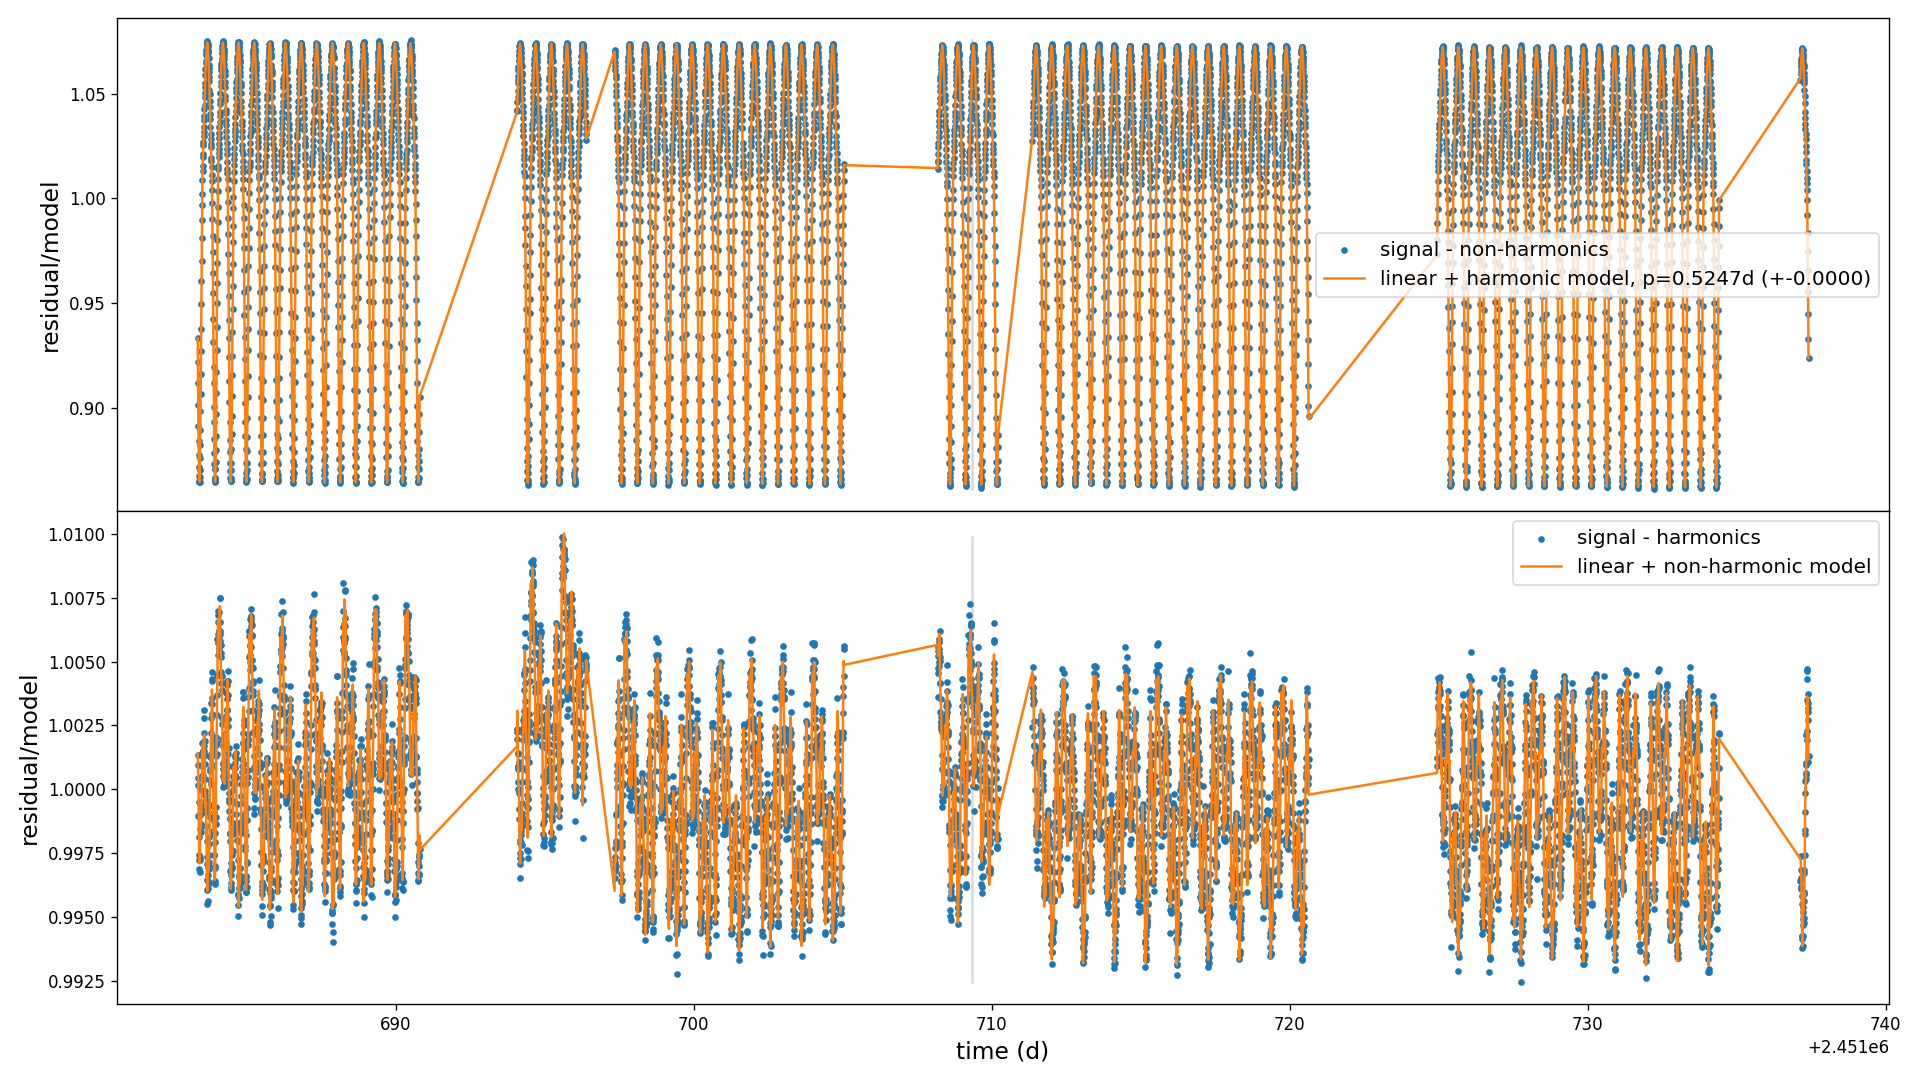 1.05
1.00
0.95
0.90
residual/model
signal - non-harmonics
linear + harmonic model, p=0.5247d (+-0.0000)
1.0100
1.0075
1.0050
1.0025
1.0000
0.9975
0.9950
0.9925
residual/model
signal - harmonics
linear + non-harmonic model
690
700
710
720
730
740
time (d)
+2.451e6